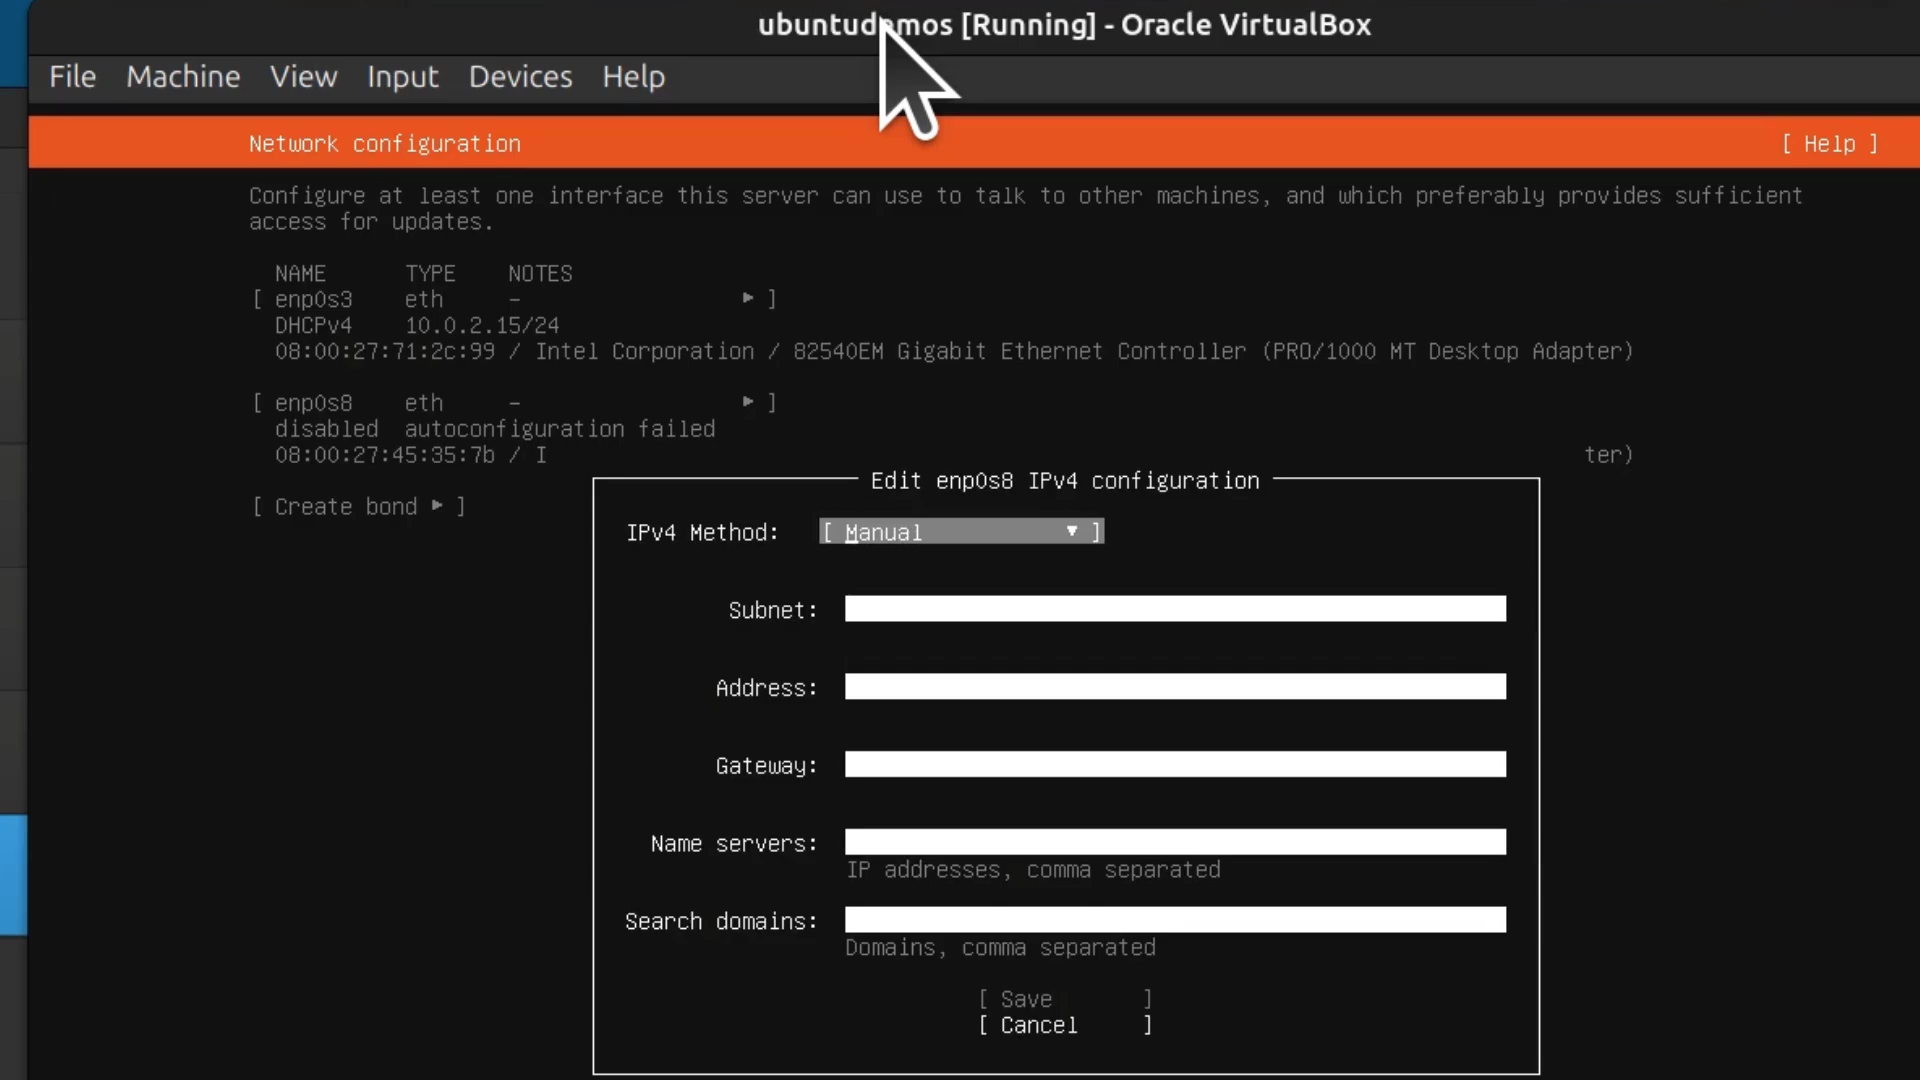 ubuntudemos [Running] - Oracle VirtualBox
File Machine View Input Devices Help
Network configuration [ Help ]
Configure at least one interface this server can use to talk to other machines, and which preferably provides sufficient
access for updates.
NAME TYPE NOTES
[ enp0s3 eth - ▸ ]
DHCPv4 10.0.2.15/24
08:00:27:71:2c:99 / Intel Corporation / 82540EM Gigabit Ethernet Controller (PRO/1000 MT Desktop Adapter)
[ enp0s8 eth - ▸ ]
disabled autoconfiguration failed
08:00:27:45:35:7b / I ter)
[ Create bond ▸ ]
Edit enp0s8 IPv4 configuration
IPv4 Method: [ Manual ▾ ]
Subnet:
Address:
Gateway:
Name servers:
IP addresses, comma separated
Search domains:
Domains, comma separated
[ Save ]
[ Cancel ]